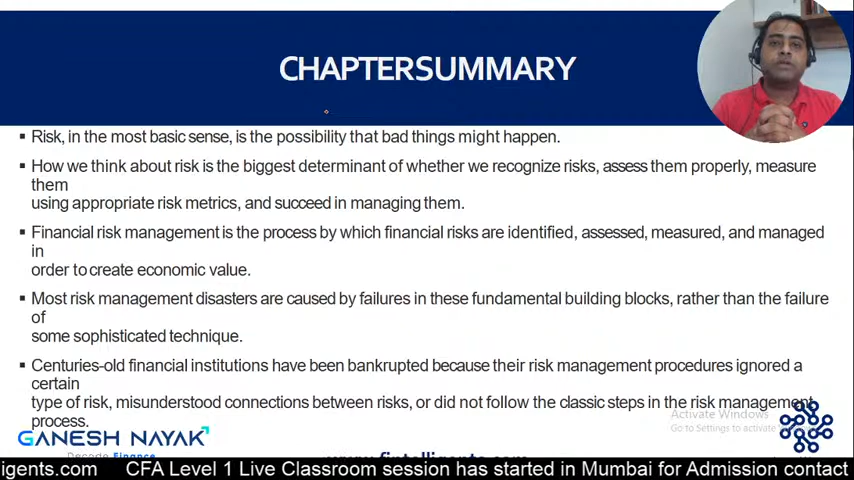 CHAPTERSUMMARY
Risk, in the most basic sense, is the possibility that bad things might happen.
How we think about risk is the biggest determinant of whether we recognize risks, assess them properly, measure
them
using appropriate risk metrics, and succeed in managing them.
Financial risk management is the process by which financial risks are identified, assessed, measured, and managed
in
order to create economic value.
Most risk management disasters are caused by failures in these fundamental building blocks, rather than the failure
of
some sophisticated technique.
Centuries-old financial institutions have been bankrupted because their risk management procedures ignored a
certain
type of risk, misunderstood connections between risks, or did not follow the classic steps in the risk management
process.
Activate Windows
Go to Settings to activate
GANESH NAYAK
Decode Finance
www.fintelligents.com
igents.com CFA Level 1 Live Classroom session has started in Mumbai for Admission contact